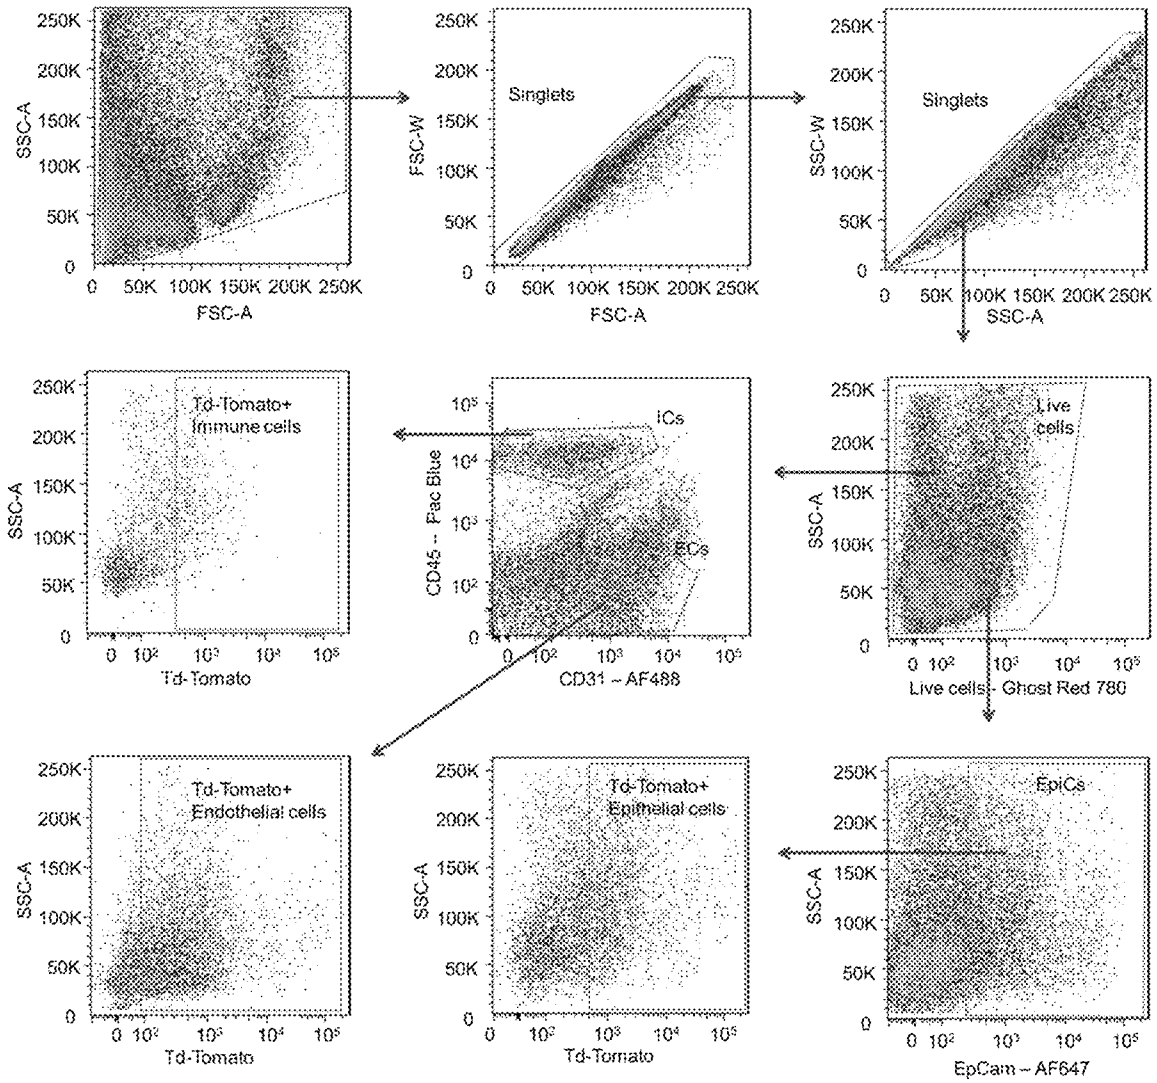 250K
200K
150K
100K
50K
0
SSC-A
0 50K 100K 150K 200K 250K
FSC-A
Singlets
200K
150K
100K
50K
0
FSC-W
0 50K 100K 150K 200K 250K
FSC-A
Singlets
250K
200K
150K
100K
50K
0
SSC-W
0 50K 100K 150K 200K 250K
SSC-A
250K
200K
150K
100K
50K
0
SSC-A
Td-Tomato+
Immune cells
0 10² 10³ 10⁴ 10⁵
Td-Tomato
10⁵
10⁴
10³
10²
0
CD45 – Pac Blue
ICs
ECs
0 10² 10³ 10⁴ 10⁵
CD31 – AF488
250K
200K
150K
100K
50K
0
SSC-A
Live
cells
0 10² 10³ 10⁴ 10⁵
Live cells - Ghost Red 780
250K
200K
150K
100K
50K
0
SSC-A
Td-Tomato+
Endothelial cells
0 10² 10³ 10⁴ 10⁵
Td-Tomato
250K
200K
150K
100K
50K
0
SSC-A
Td-Tomato+
Epithelial cells
0 10² 10³ 10⁴ 10⁵
Td-Tomato
250K
200K
150K
100K
50K
0
SSC-A
EpiCs
0 10² 10³ 10⁴ 10⁵
EpCam – AF647